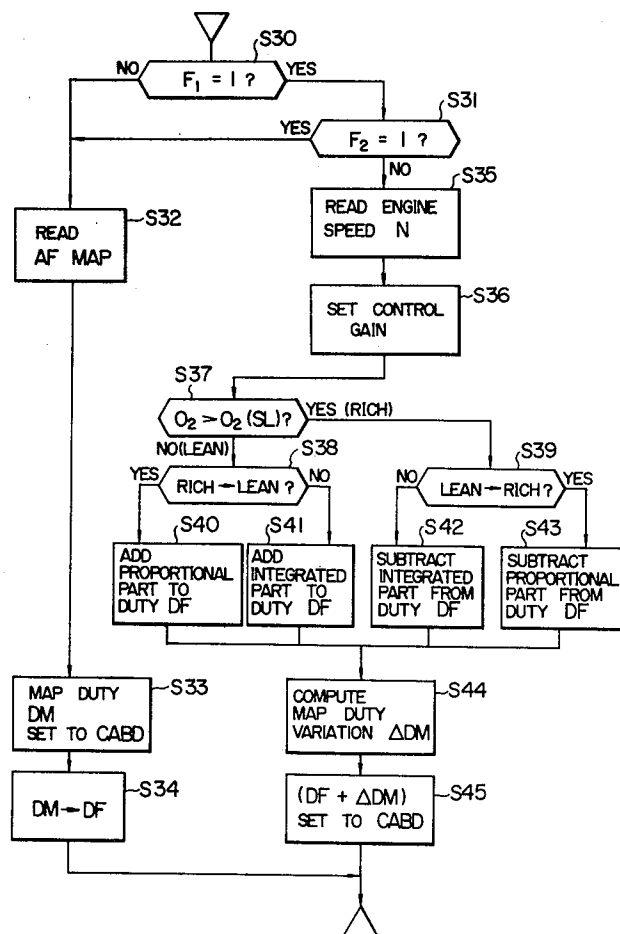 S30
F₁ = 1 ?
NO
YES
S31
F₂ = 1 ?
YES
NO
S32
READ
AF MAP
S35
READ ENGINE
SPEED N
S36
SET CONTROL
GAIN
S37
O₂ > O₂ (SL) ?
YES (RICH)
NO(LEAN)
S38
RICH ← LEAN ?
YES
NO
S39
LEAN ← RICH ?
NO
YES
S40
ADD
PROPORTIONAL
PART TO
DUTY DF
S41
ADD
INTEGRATED
PART TO
DUTY DF
S42
SUBTRACT
INTEGRATED
PART FROM
DUTY DF
S43
SUBTRACT
PROPORTIONAL
PART FROM
DUTY DF
S33
MAP DUTY
DM
SET TO CABD
S44
COMPUTE
MAP DUTY
VARIATION ΔDM
S34
DM → DF
S45
(DF + ΔDM)
SET TO CABD